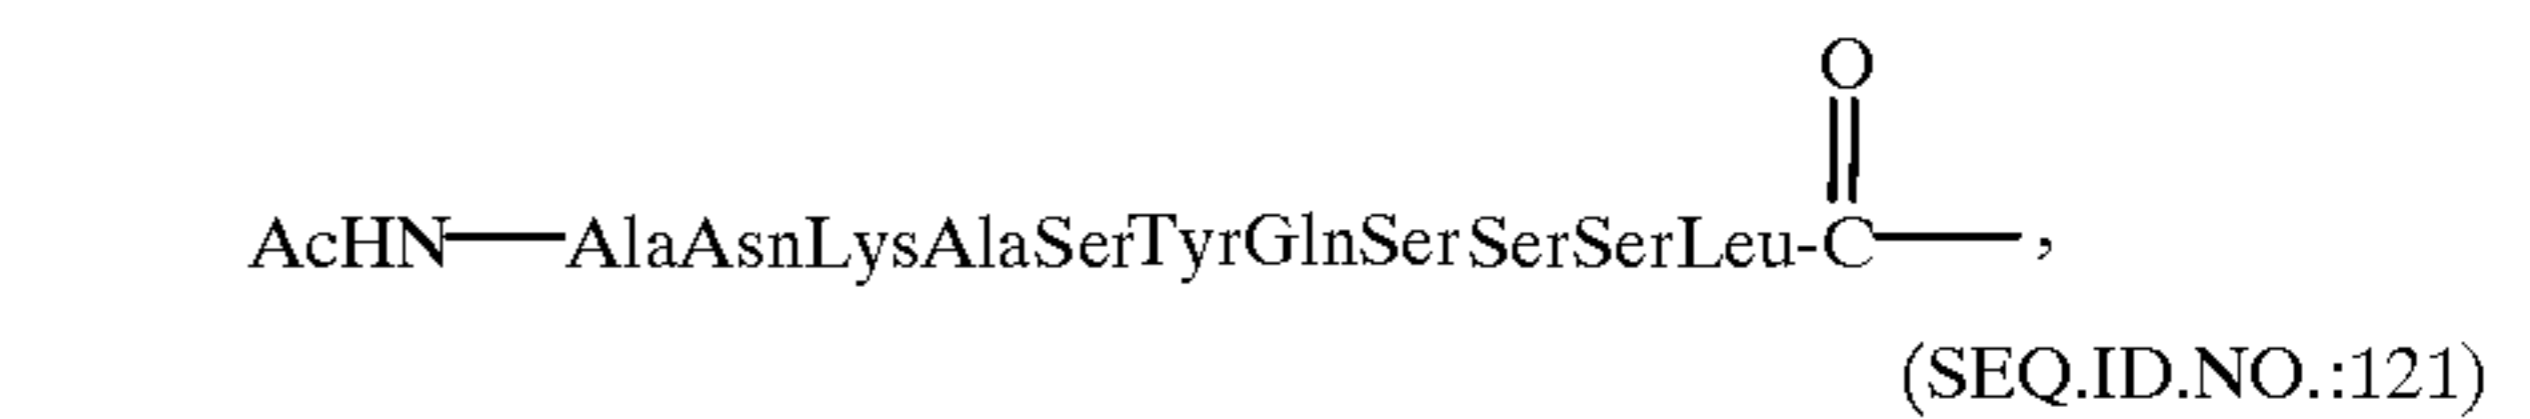 O
AcHN—AlaAsnLysAlaSerTyrGlnSerSerSerLeu-C—,
(SEQ.ID.NO.:121)